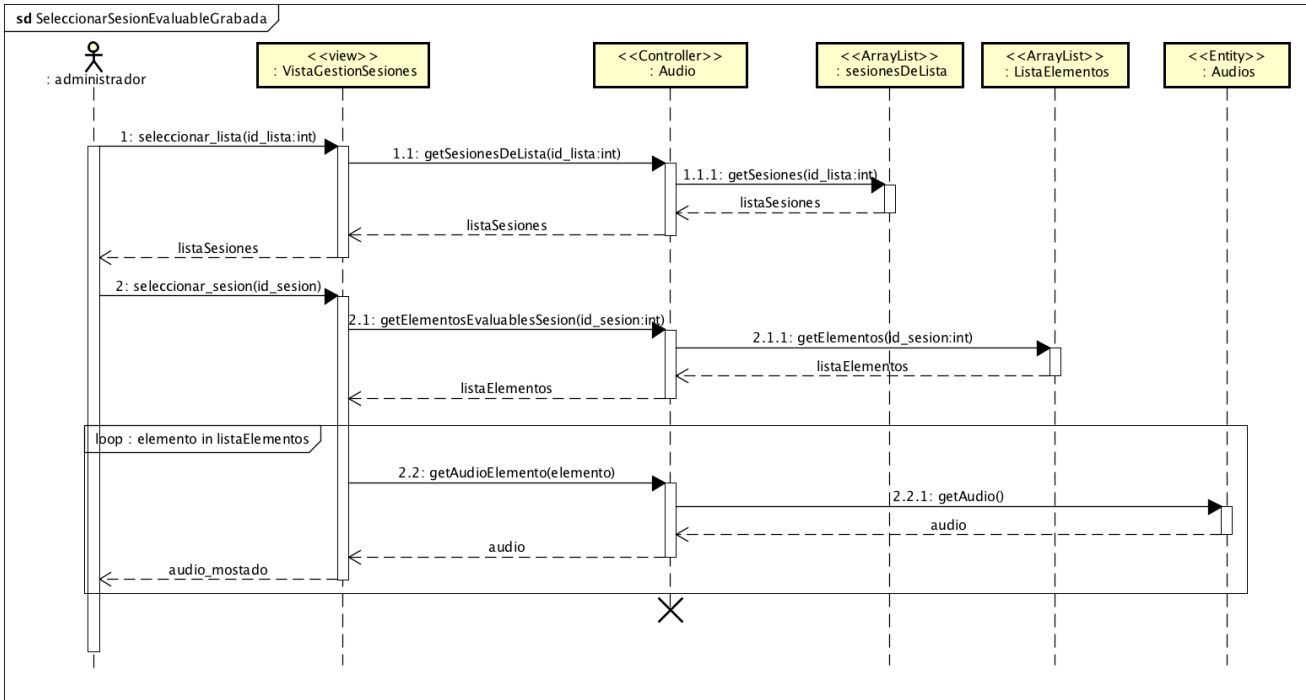 sd SeleccionarSesionEvaluableGrabada
: administrador
<<view>>
: VistaGestionSesiones
<<Controller>>
: Audio
<<ArrayList>>
: sesionesDeLista
<<ArrayList>>
: ListaElementos
<<Entity>>
: Audios
1: seleccionar_lista(id_lista:int)
1.1: getSesionesDeLista(id_lista:int)
1.1.1: getSesiones(id_lista:int)
listaSesiones
listaSesiones
listaSesiones
2: seleccionar_sesion(id_sesion)
2.1: getElementosEvaluablesSesion(id_sesion:int)
2.1.1: getElementos(id_sesion:int)
listaElementos
listaElementos
loop : elemento in listaElementos
2.2: getAudioElemento(elemento)
2.2.1: getAudio()
audio
audio
audio_mostado